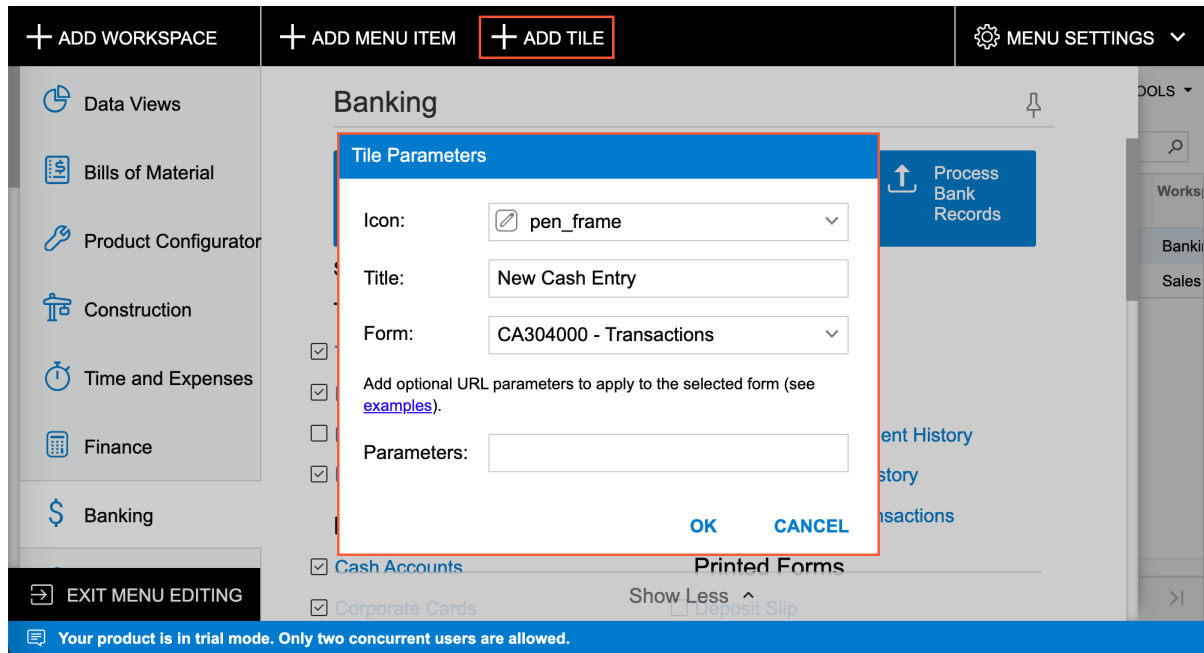 ADD WORKSPACE
ADD MENU ITEM
ADD TILE
MENU SETTINGS
Data Views
Bills of Material
Product Configurator
Construction
Time and Expenses
Finance
Banking
EXIT MENU EDITING
Banking
Process
Bank
Records
Tile Parameters
Icon:
pen_frame
Title:
New Cash Entry
Form:
CA304000 - Transactions
Add optional URL parameters to apply to the selected form (see
examples).
Parameters:
OK
CANCEL
ent History
story
nsactions
Cash Accounts
Printed Forms
Corporate Cards
Show Less
Deposit Slip
OOLS
Works
Banki
Sales
Your product is in trial mode. Only two concurrent users are allowed.